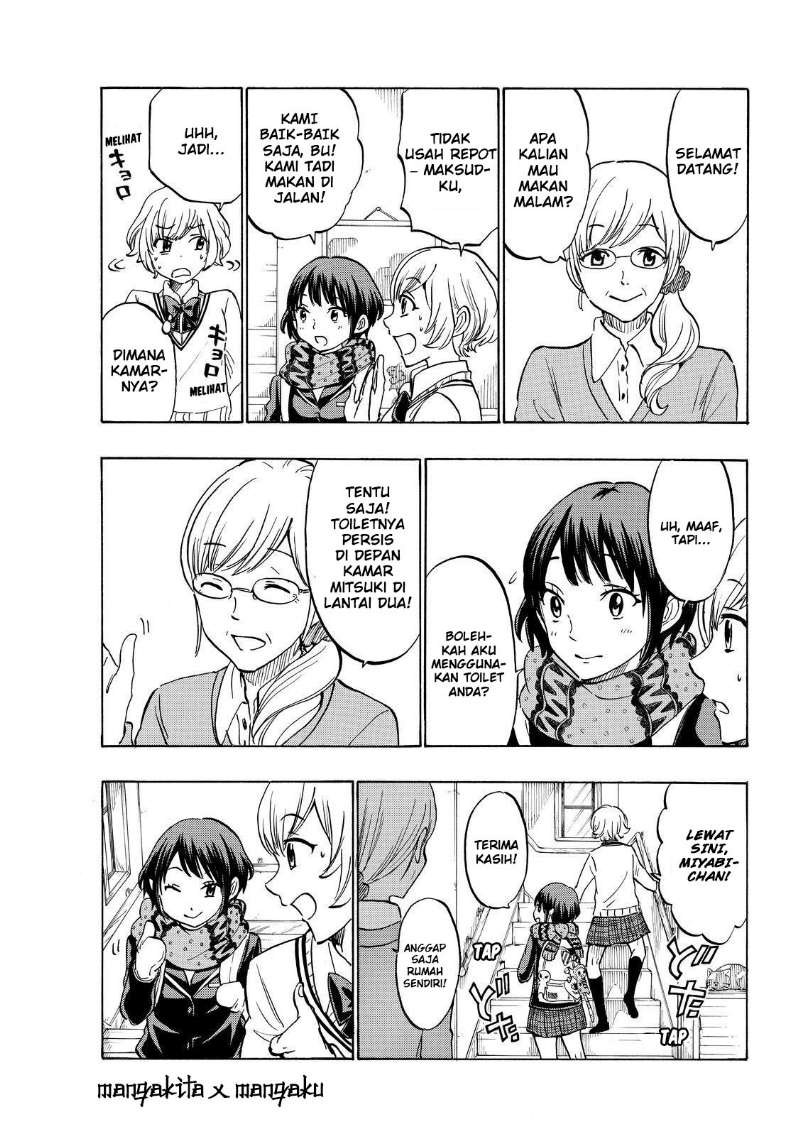 SELAMAT
DATANG!
APA
KALIAN
MAU
MAKAN
MALAM?
TIDAK
USAH REPOT
– MAKSUD-
KU,
KAMI
BAIK-BAIK
SAJA, BU!
KAMI TADI
MAKAN DI
JALAN!
UHH,
JADI...
MELIHAT
キョロ
キョロ
MELIHAT
DIMANA
KAMAR-
NYA?
UH, MAAF,
TAPI...
BOLEH-
KAH AKU
MENGGUNA-
KAN TOILET
ANDA?
TENTU
SAJA!
TOILETNYA
PERSIS
DI DEPAN
KAMAR
MITSUKI DI
LANTAI DUA!
LEWAT
SINI,
MIYABI-
CHAN!
TERIMA
KASIH!
TAP
TAP
ANGGAP
SAJA
RUMAH
SENDIRI!
mangakita x mangaku